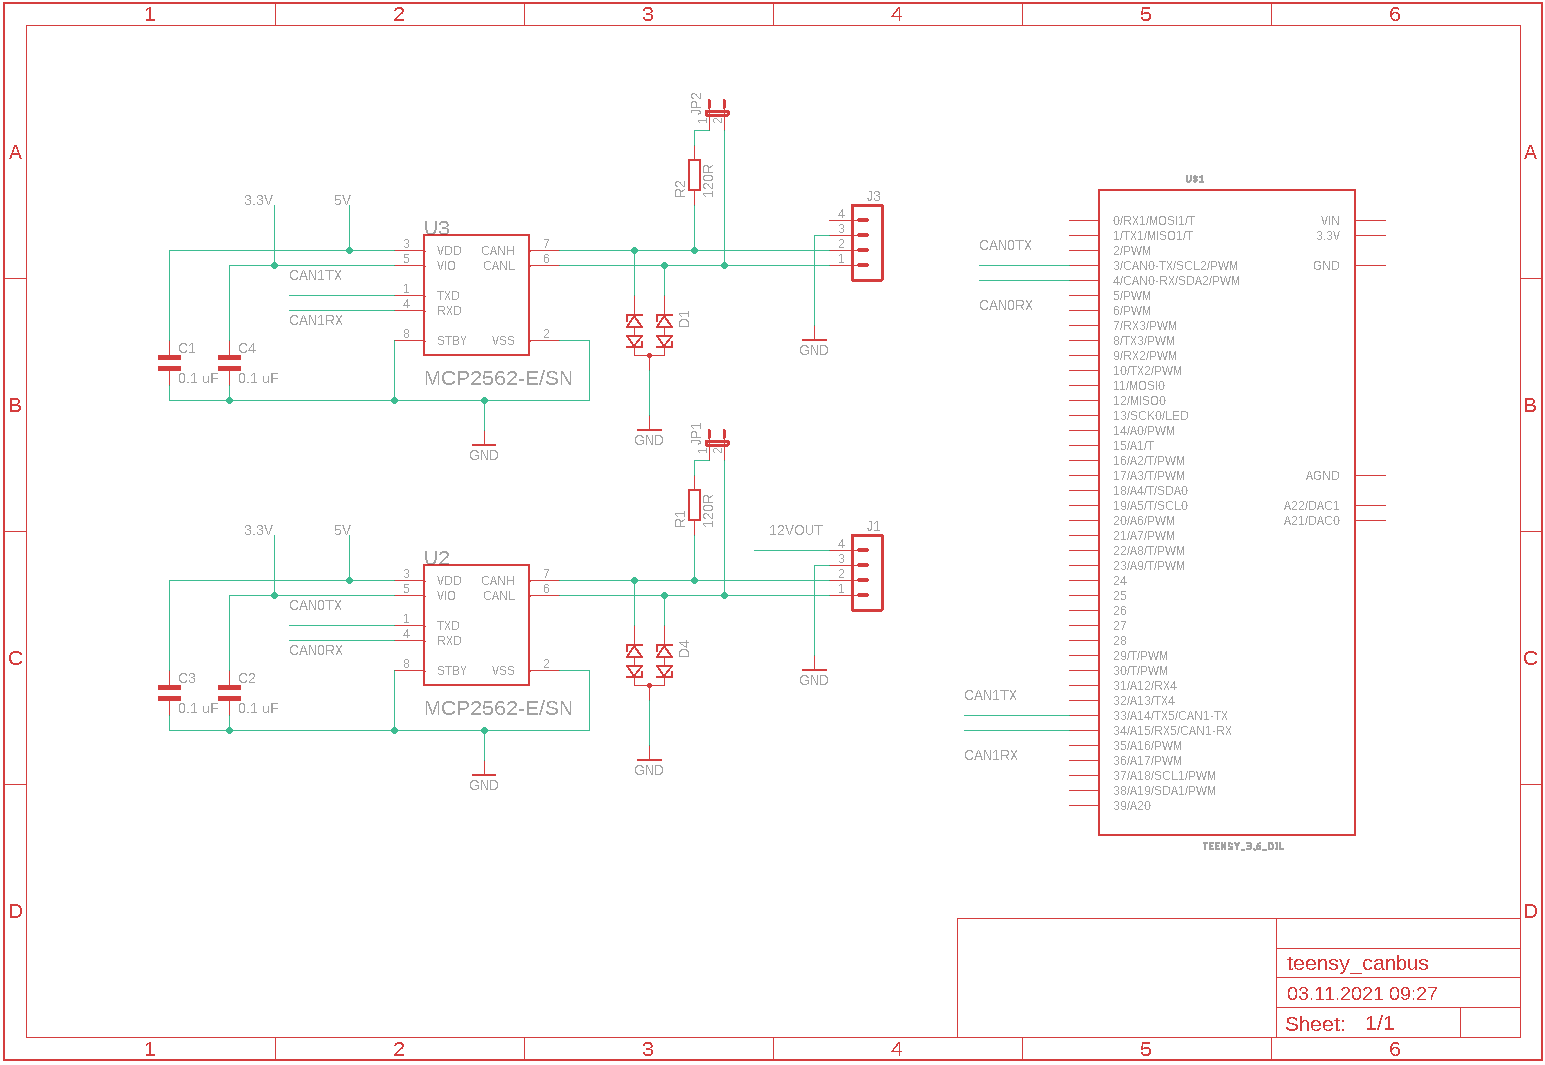 1 2 3 4 5 6
A A
B B
C C
D D
JP2
1 2
R2 120R
3.3V 5V
U3
3 VDD CANH 7
5 VIO CANL 6
CAN1TX
1 TXD
4 RXD
CAN1RX
8 STBY VSS 2
MCP2562-E/SN
C1 C4
0.1 uF 0.1 uF
GND
D1
GND
J3
4
3
2
1
GND
JP1
1 2
R1 120R
3.3V 5V
U2
3 VDD CANH 7
5 VIO CANL 6
CAN0TX
1 TXD
4 RXD
CAN0RX
8 STBY VSS 2
MCP2562-E/SN
C3 C2
0.1 uF 0.1 uF
GND
D4
GND
12VOUT
J1
4
3
2
1
GND
U$1
CAN0TX
CAN0RX
CAN1TX
CAN1RX
0/RX1/MOSI1/T VIN
1/TX1/MISO1/T 3.3V
2/PWM
3/CAN0-TX/SCL2/PWM GND
4/CAN0-RX/SDA2/PWM
5/PWM
6/PWM
7/RX3/PWM
8/TX3/PWM
9/RX2/PWM
10/TX2/PWM
11/MOSI0
12/MISO0
13/SCK0/LED
14/A0/PWM
15/A1/T
16/A2/T/PWM
17/A3/T/PWM AGND
18/A4/T/SDA0
19/A5/T/SCL0 A22/DAC1
20/A6/PWM A21/DAC0
21/A7/PWM
22/A8/T/PWM
23/A9/T/PWM
24
25
26
27
28
29/T/PWM
30/T/PWM
31/A12/RX4
32/A13/TX4
33/A14/TX5/CAN1-TX
34/A15/RX5/CAN1-RX
35/A16/PWM
36/A17/PWM
37/A18/SCL1/PWM
38/A19/SDA1/PWM
39/A20
TEENSY_3.6_DIL
teensy_canbus
03.11.2021 09:27
Sheet: 1/1
1 2 3 4 5 6